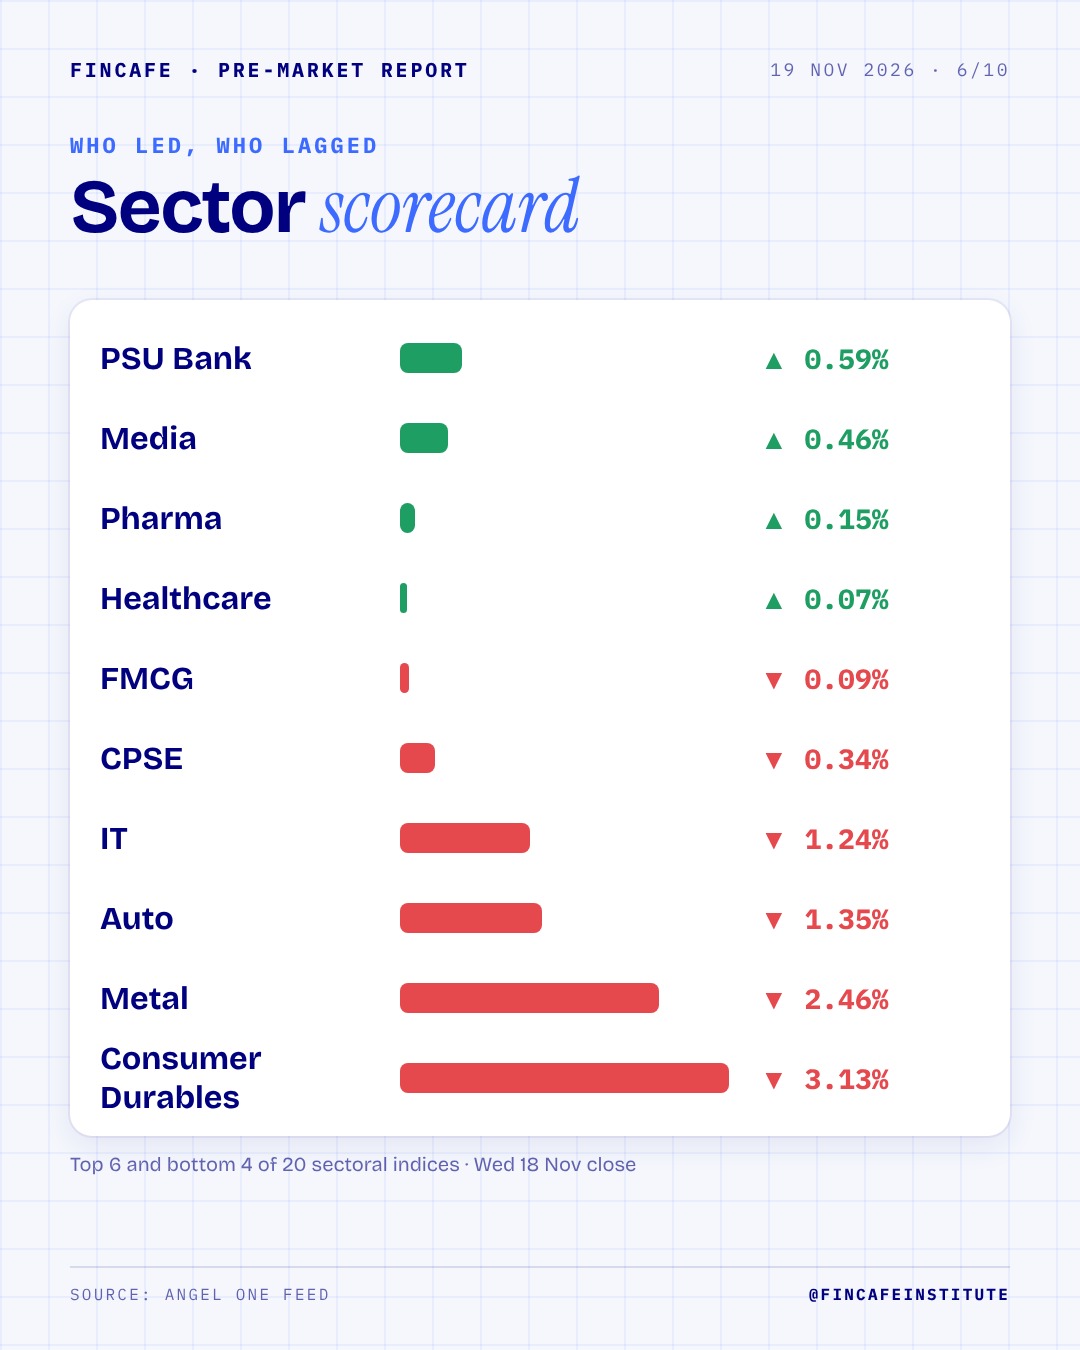 FINCAFE · PRE-MARKET REPORT
19 NOV 2026 · 6/10
WHO LED, WHO LAGGED
Sector scorecard
PSU Bank ▲ 0.59%
Media ▲ 0.46%
Pharma ▲ 0.15%
Healthcare ▲ 0.07%
FMCG ▼ 0.09%
CPSE ▼ 0.34%
IT ▼ 1.24%
Auto ▼ 1.35%
Metal ▼ 2.46%
Consumer
Durables ▼ 3.13%
Top 6 and bottom 4 of 20 sectoral indices · Wed 18 Nov close
SOURCE: ANGEL ONE FEED
@FINCAFEINSTITUTE